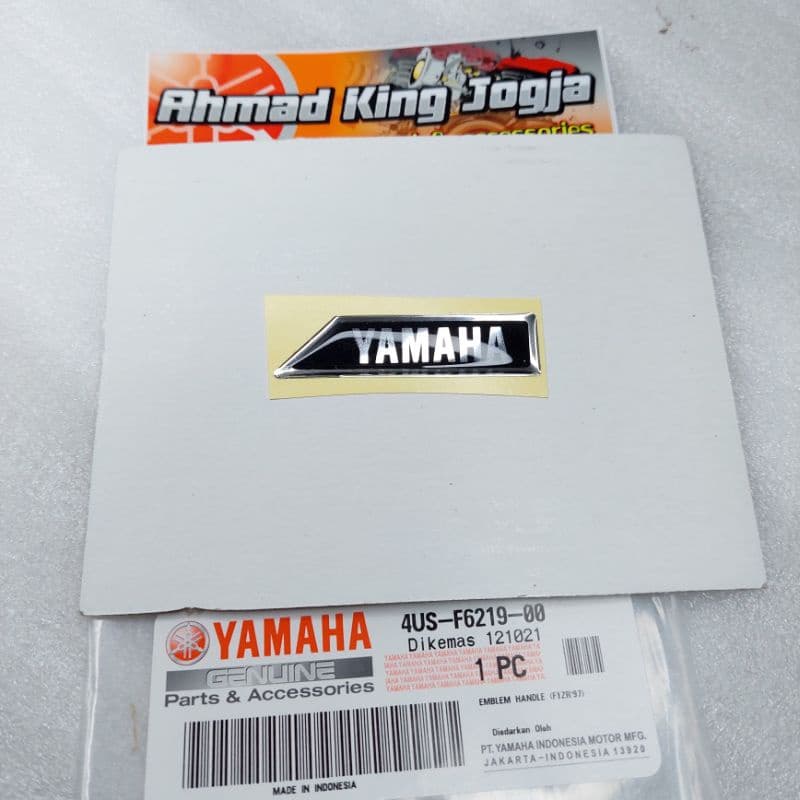 Ahmad King Jogja
accessories
YAMAHA
YAMAHA
GENUINE
Parts & Accessories
4US-F6219-00
Dikemas 121021
1 PC
EMBLEM HANDLE (F1ZR'97)
Diedarkan Oleh
PT. YAMAHA INDONESIA MOTOR MFG.
JAKARTA-INDONESIA 13920
MADE IN INDONESIA